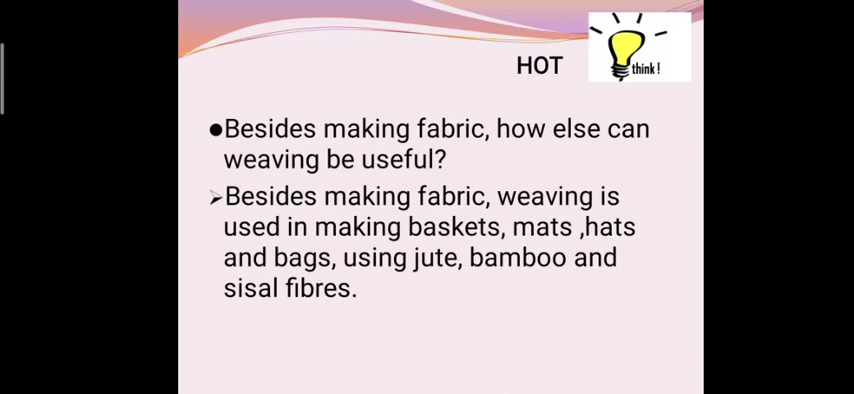 HOT
think!
●Besides making fabric, how else can
weaving be useful?
➢Besides making fabric, weaving is
used in making baskets, mats ,hats
and bags, using jute, bamboo and
sisal fibres.